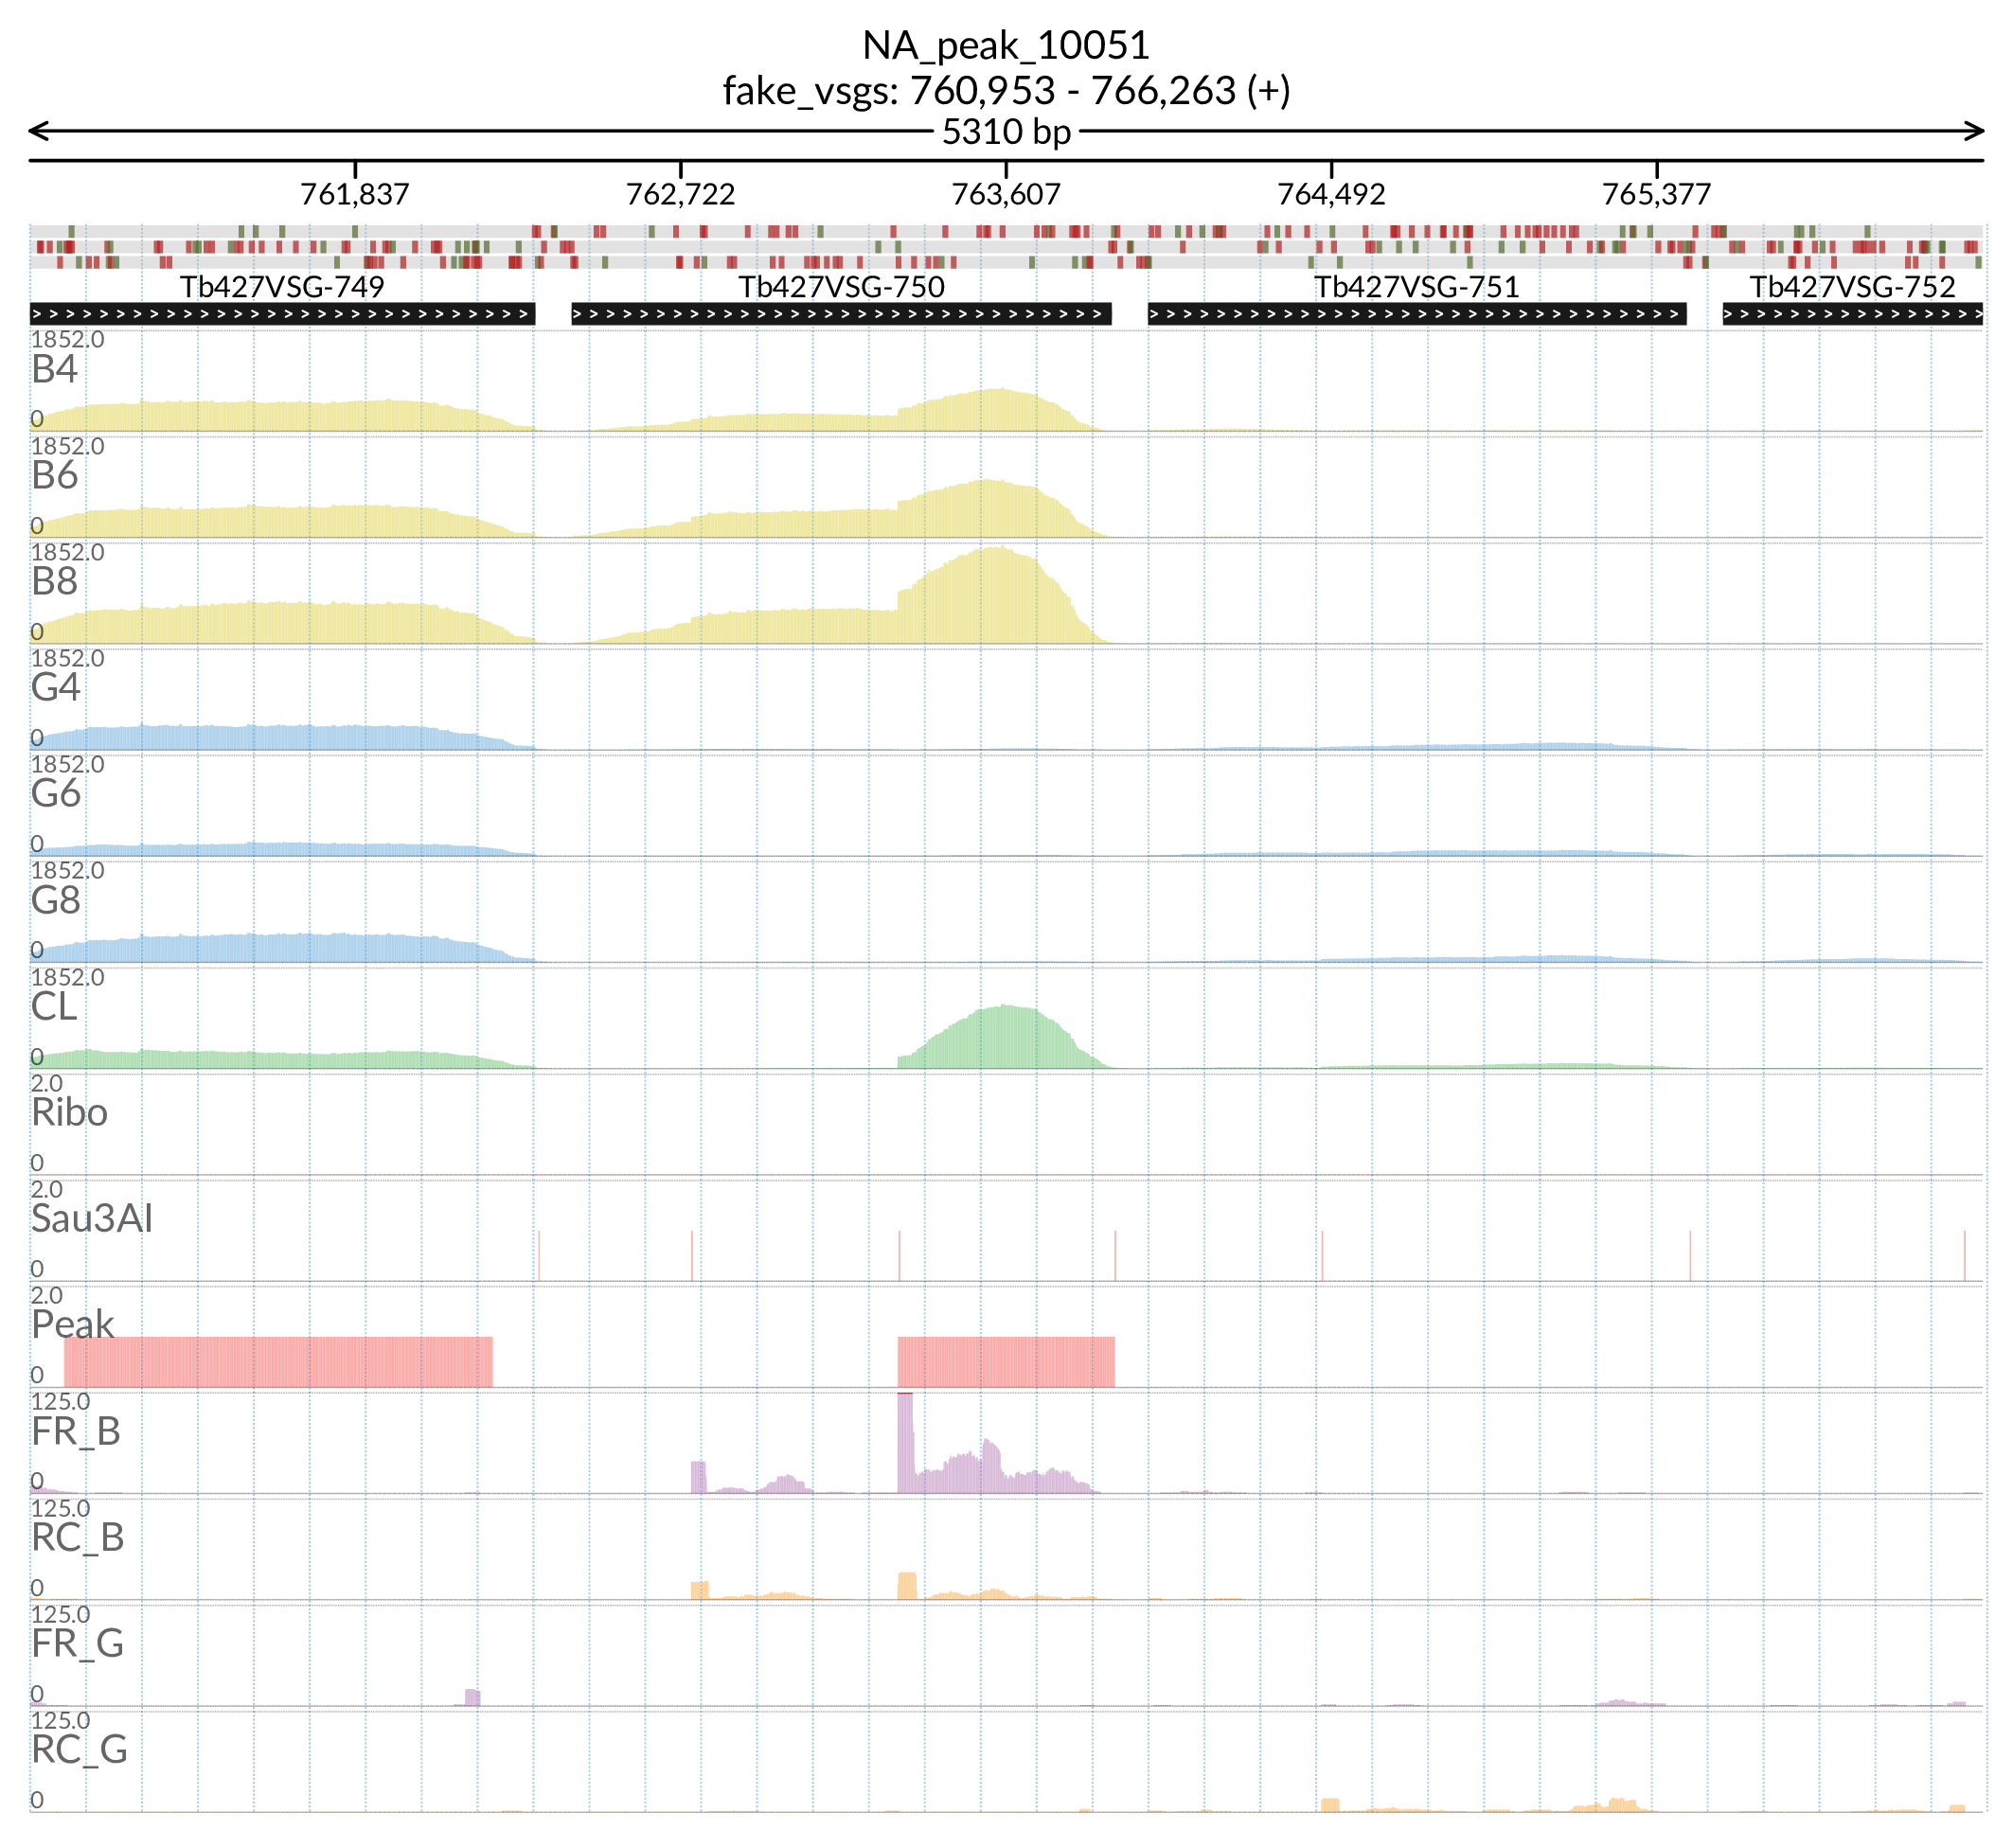 NA_peak_10051
fake_vsgs: 760,953 - 766,263 (+)
5310 bp
761,837 762,722 763,607 764,492 765,377
Tb427VSG-749 Tb427VSG-750 Tb427VSG-751 Tb427VSG-752
1852.0
B4
0
1852.0
B6
0
1852.0
B8
0
1852.0
G4
0
1852.0
G6
0
1852.0
G8
0
1852.0
CL
0
2.0
Ribo
0
2.0
Sau3AI
0
2.0
Peak
0
125.0
FR_B
0
125.0
RC_B
0
125.0
FR_G
0
125.0
RC_G
0